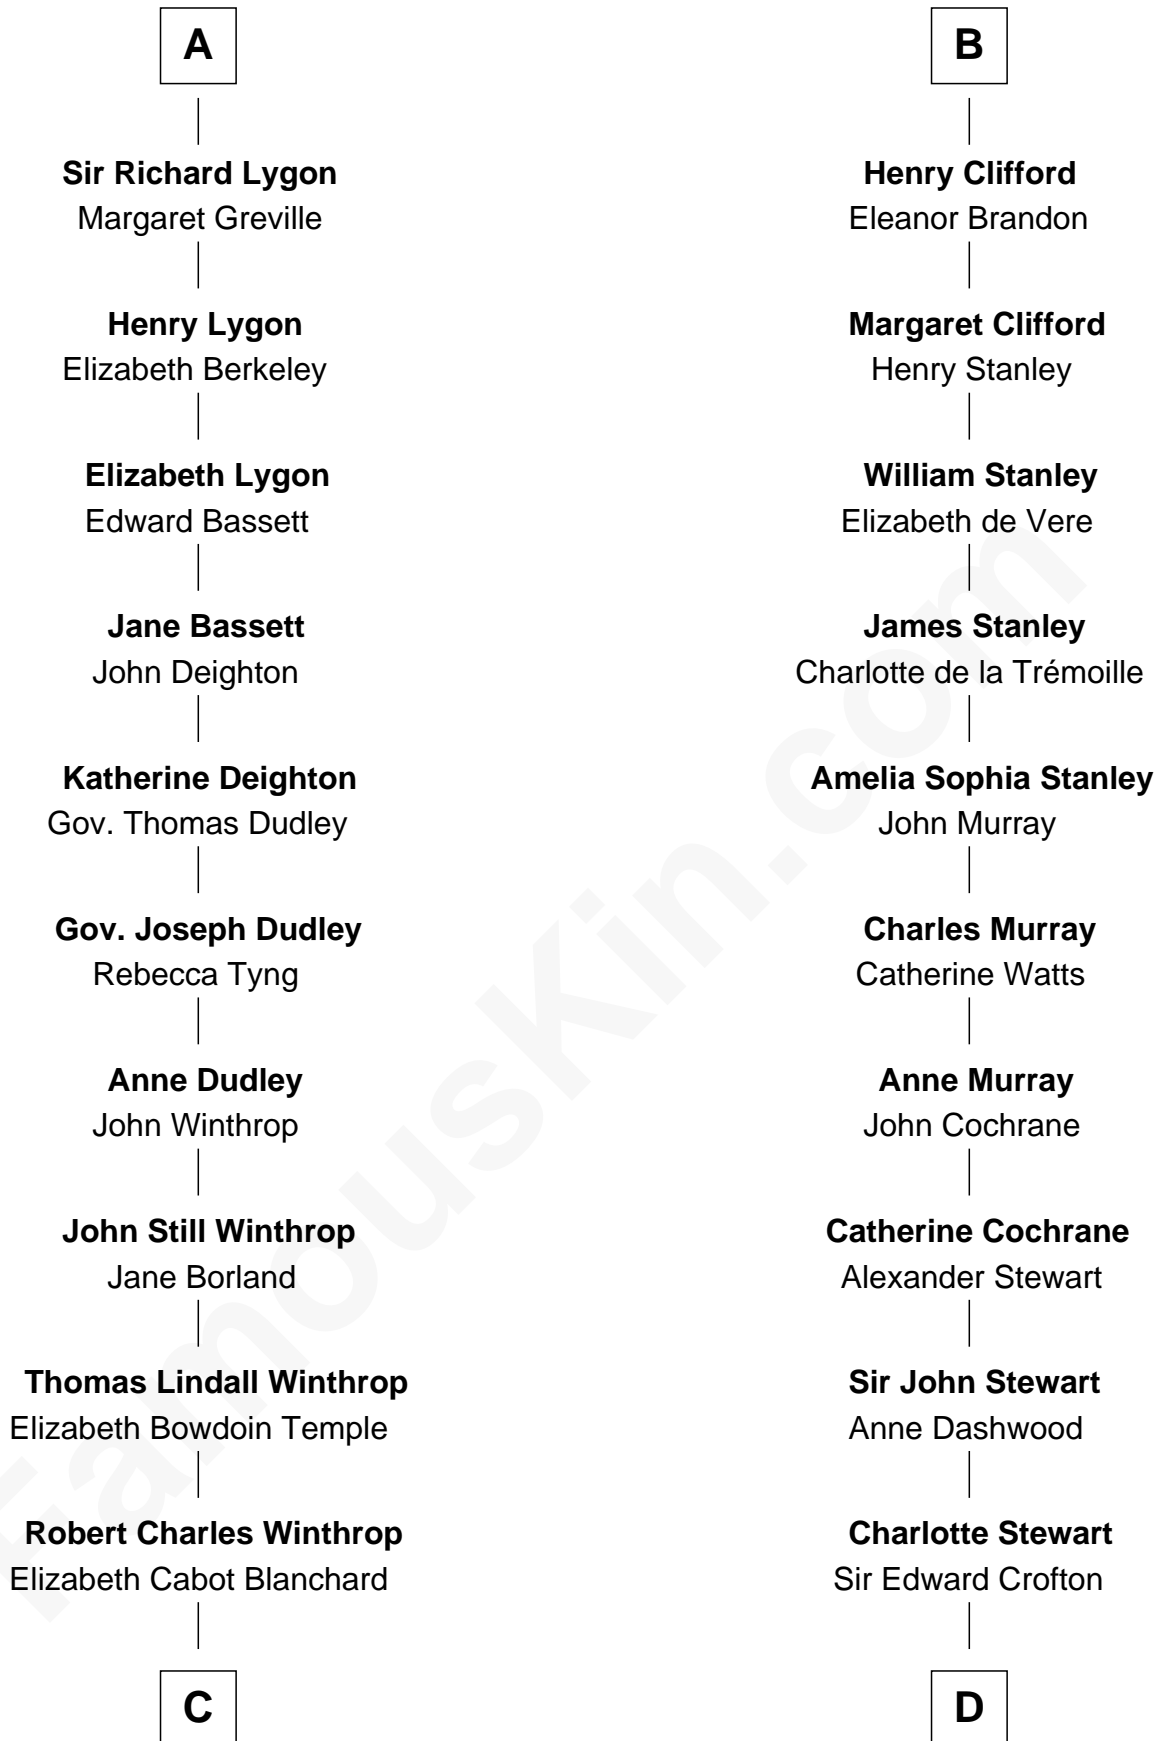 A
Sir Richard Lygon
Margaret Greville
Henry Lygon
Elizabeth Berkeley
Elizabeth Lygon
Edward Bassett
Jane Bassett
John Deighton
Katherine Deighton
Gov. Thomas Dudley
Gov. Joseph Dudley
Rebecca Tyng
Anne Dudley
John Winthrop
John Still Winthrop
Jane Borland
Thomas Lindall Winthrop
Elizabeth Bowdoin Temple
Robert Charles Winthrop
Elizabeth Cabot Blanchard
C
B
Henry Clifford
Eleanor Brandon
Margaret Clifford
Henry Stanley
William Stanley
Elizabeth de Vere
James Stanley
Charlotte de la Trémoille
Amelia Sophia Stanley
John Murray
Charles Murray
Catherine Watts
Anne Murray
John Cochrane
Catherine Cochrane
Alexander Stewart
Sir John Stewart
Anne Dashwood
Charlotte Stewart
Sir Edward Crofton
D
FamousKin.com